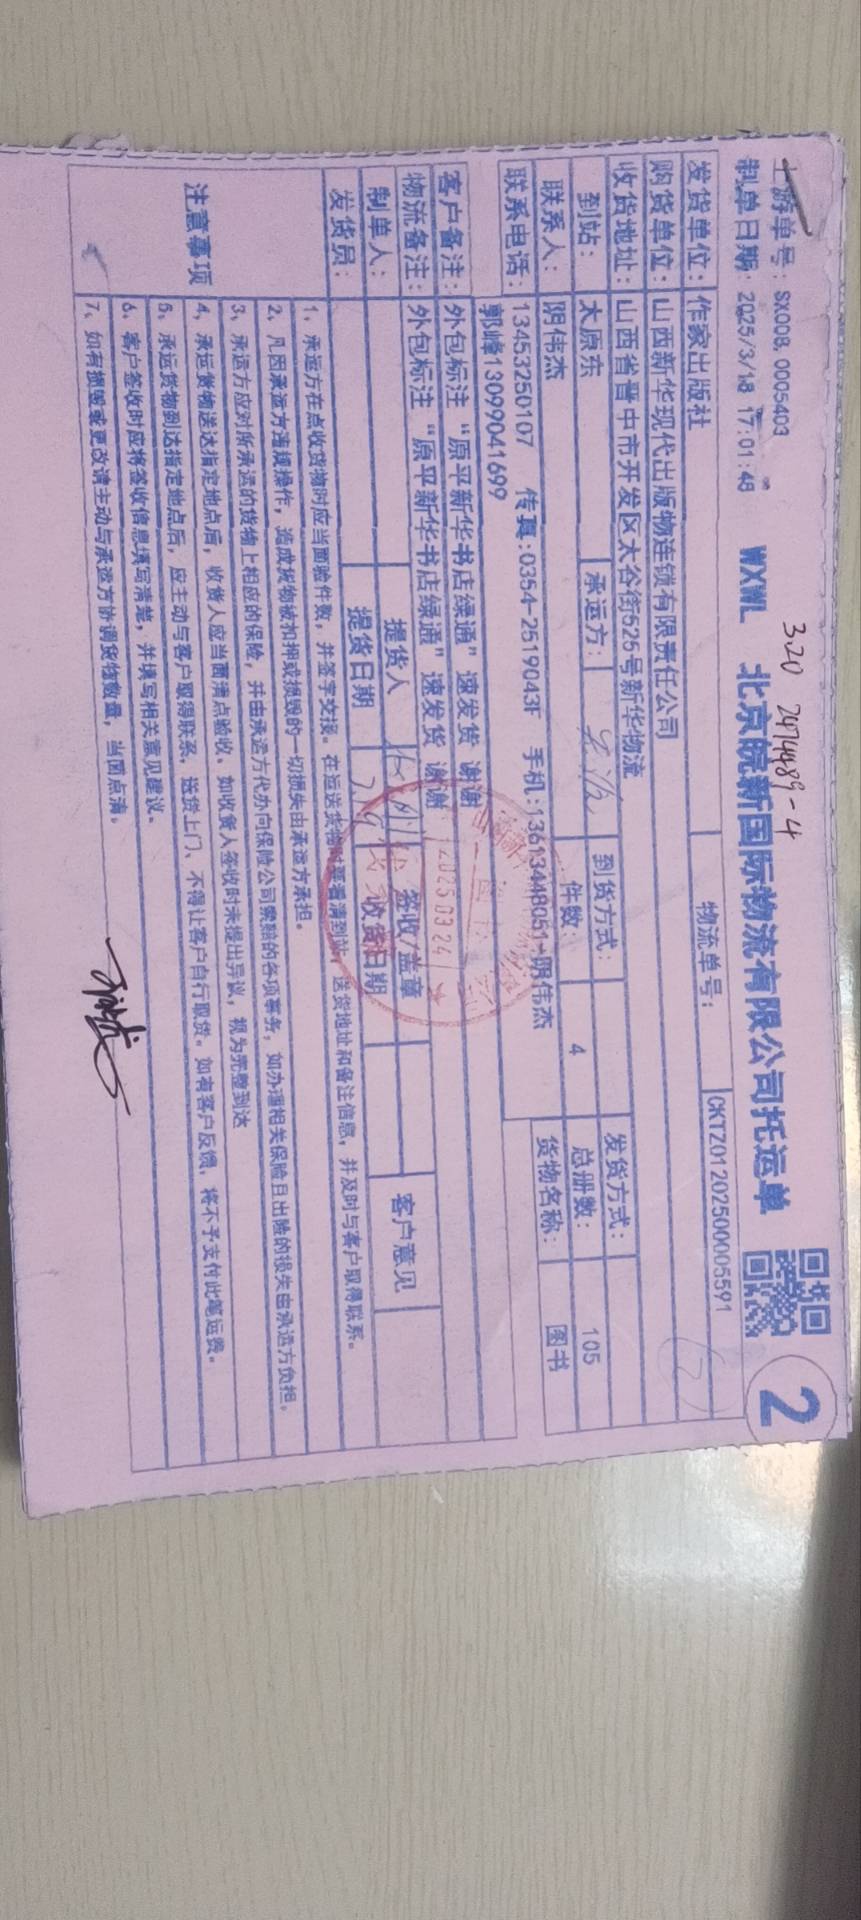 3.20 2474489-4
上游单号：SX008.0005403
WXWL 北京皖新国际物流有限公司托运单
2
制单日期：2025/3/18 17:01:48
物流单号：
CKTZ01202500005591
发货单位：作家出版社
购货单位：山西新华现代出版物连锁有限责任公司
收货地址：山西省晋中市开发区太谷街525号新华物流
到站：太原东
承运方：
到货方式：
发货方式：
联系人：阴伟杰
件数
4
总册数：
105
联系电话：13453250107 传真:0354-2519043F 手机:13613448051-阴伟杰
货物名称：
图书
郭峰13099041699
客户备注：外包标注“原平新华书店绿通”速发货 谢谢
物流备注：外包标注“原平新华书店绿通”速发货 谢谢
2025 03 24
制单人：
提货人
签收/盖章
客户意见
发货员：
提货日期
收货日期
注意事项
1、承运方在点收货物时应当面验件数，并签字交接。在运送货物时要看清到站、送货地址和备注信息，并及时与客户取得联系。
2、凡因承运方违规操作，造成货物被扣押或损毁的一切损失由承运方承担。
3、承运方应对所承运的货物上相应的保险，并由承运方代办向保险公司索赔的各项事务，如办理相关保险且出险的损失由承运方负担。
4、承运货物送达指定地点后，收货人应当面清点验收。如收货人签收时未提出异议，视为完整到达
5、承运货物到达指定地点后，应主动与客户取得联系，送货上门、不得让客户自行取货。如有客户反馈，将不予支付此笔运费。
6、客户签收时应将签收信息填写清楚，并填写相关意见建议。
7、如有损毁或更改请主动与承运方协调货物数量，当面点清。